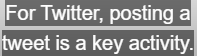 For Twitter, posting a
tweet is a key activity.